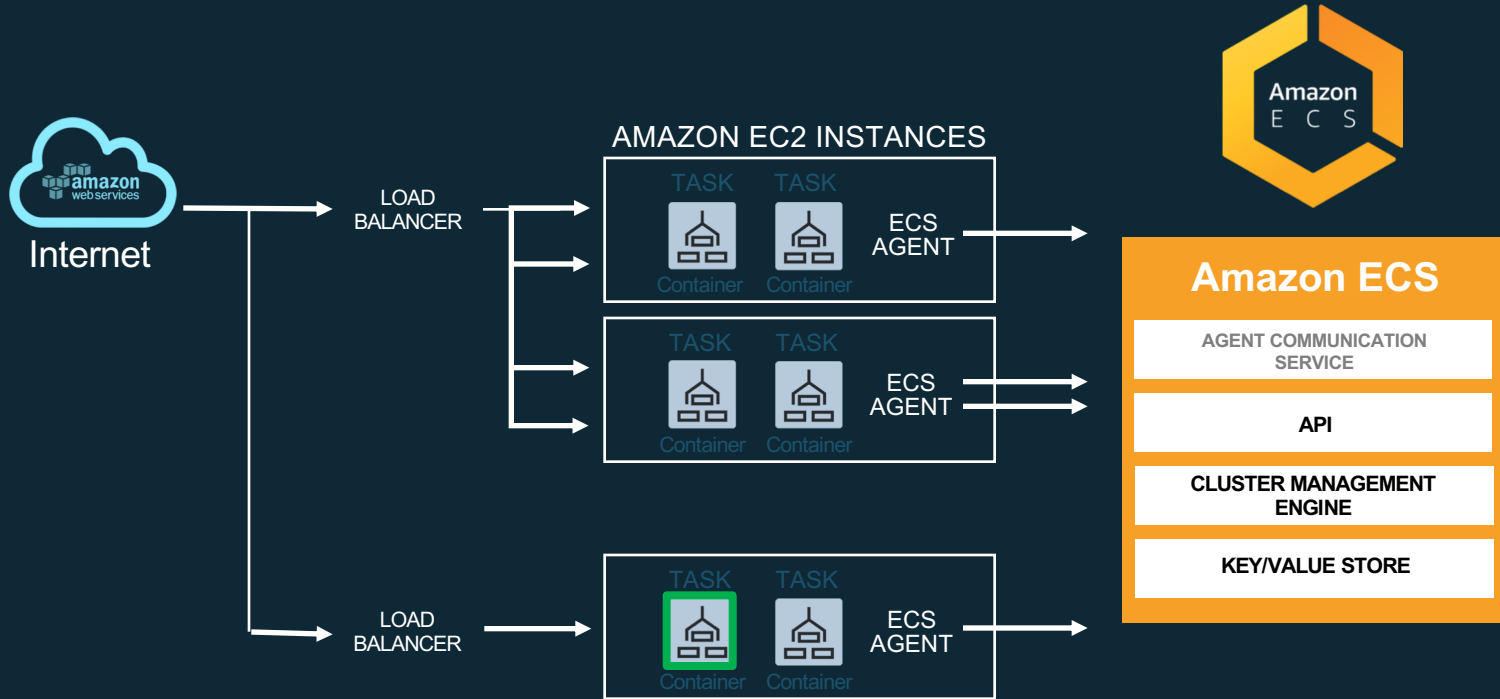 Amazon
ECS
amazon
webservices
Internet
LOAD
BALANCER
AMAZON EC2 INSTANCES
TASK TASK
Container Container
ECS
AGENT
TASK TASK
Container Container
ECS
AGENT
LOAD
BALANCER
TASK TASK
Container Container
ECS
AGENT
Amazon ECS
AGENT COMMUNICATION
SERVICE
API
CLUSTER MANAGEMENT
ENGINE
KEY/VALUE STORE